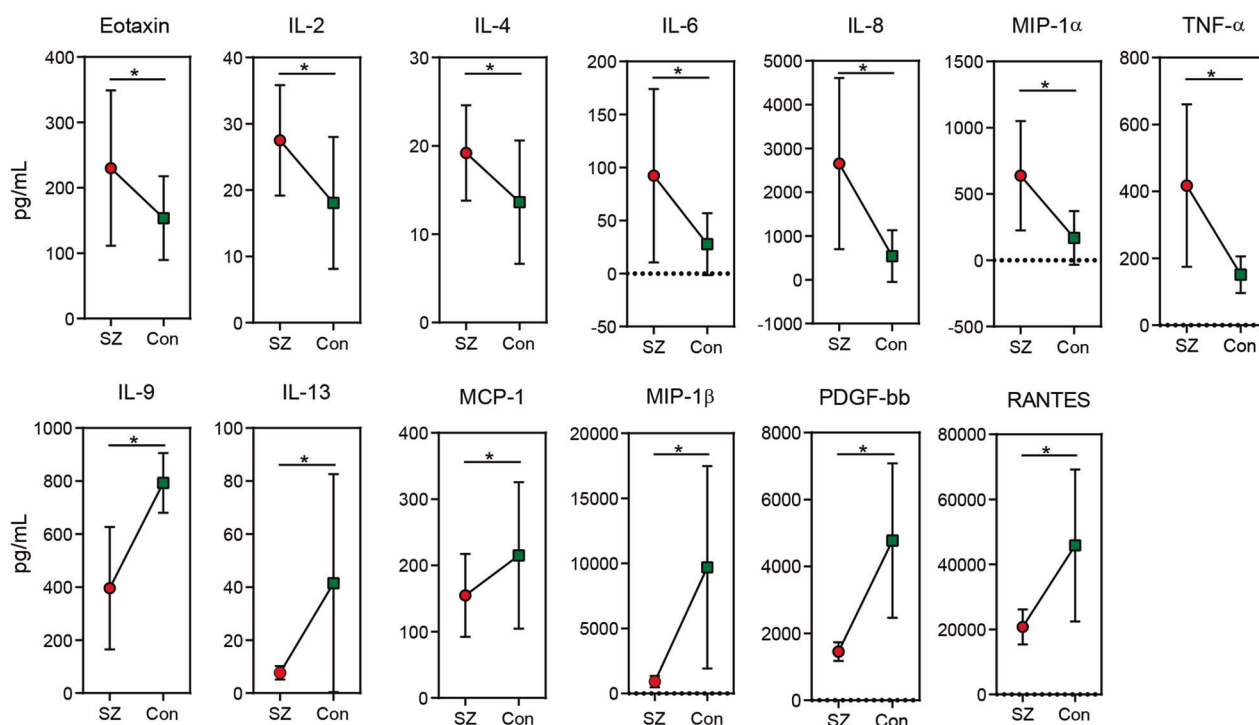 Eotaxin
400
300
200
100
0
pg/mL
*
SZ Con
IL-2
40
30
20
10
0
*
SZ Con
IL-4
30
20
10
0
*
SZ Con
IL-6
200
150
100
50
0
-50
*
SZ Con
IL-8
5000
4000
3000
2000
1000
0
-1000
*
SZ Con
MIP-1α
1500
1000
500
0
-500
*
SZ Con
TNF-α
800
600
400
200
0
*
SZ Con
IL-9
1000
800
600
400
200
0
pg/mL
*
SZ Con
IL-13
100
80
60
40
20
0
*
SZ Con
MCP-1
400
300
200
100
0
*
SZ Con
MIP-1β
20000
15000
10000
5000
0
*
SZ Con
PDGF-bb
8000
6000
4000
2000
0
*
SZ Con
RANTES
80000
60000
40000
20000
0
*
SZ Con